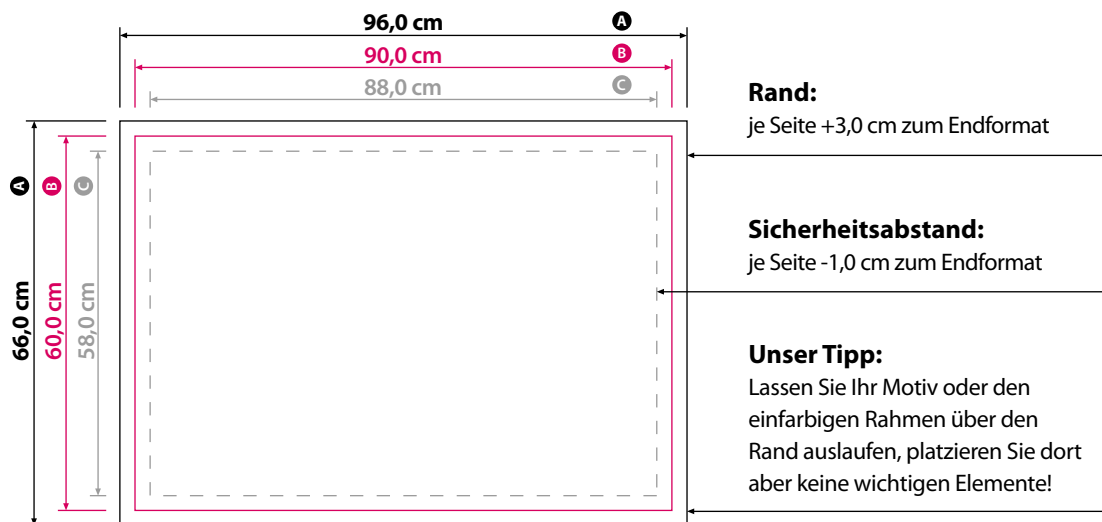 96,0 cm A
90,0 cm B
88,0 cm C
A B C
66,0 cm
60,0 cm
58,0 cm
Rand:
je Seite +3,0 cm zum Endformat
Sicherheitsabstand:
je Seite -1,0 cm zum Endformat
Unser Tipp:
Lassen Sie Ihr Motiv oder den
einfarbigen Rahmen über den
Rand auslaufen, platzieren Sie dort
aber keine wichtigen Elemente!